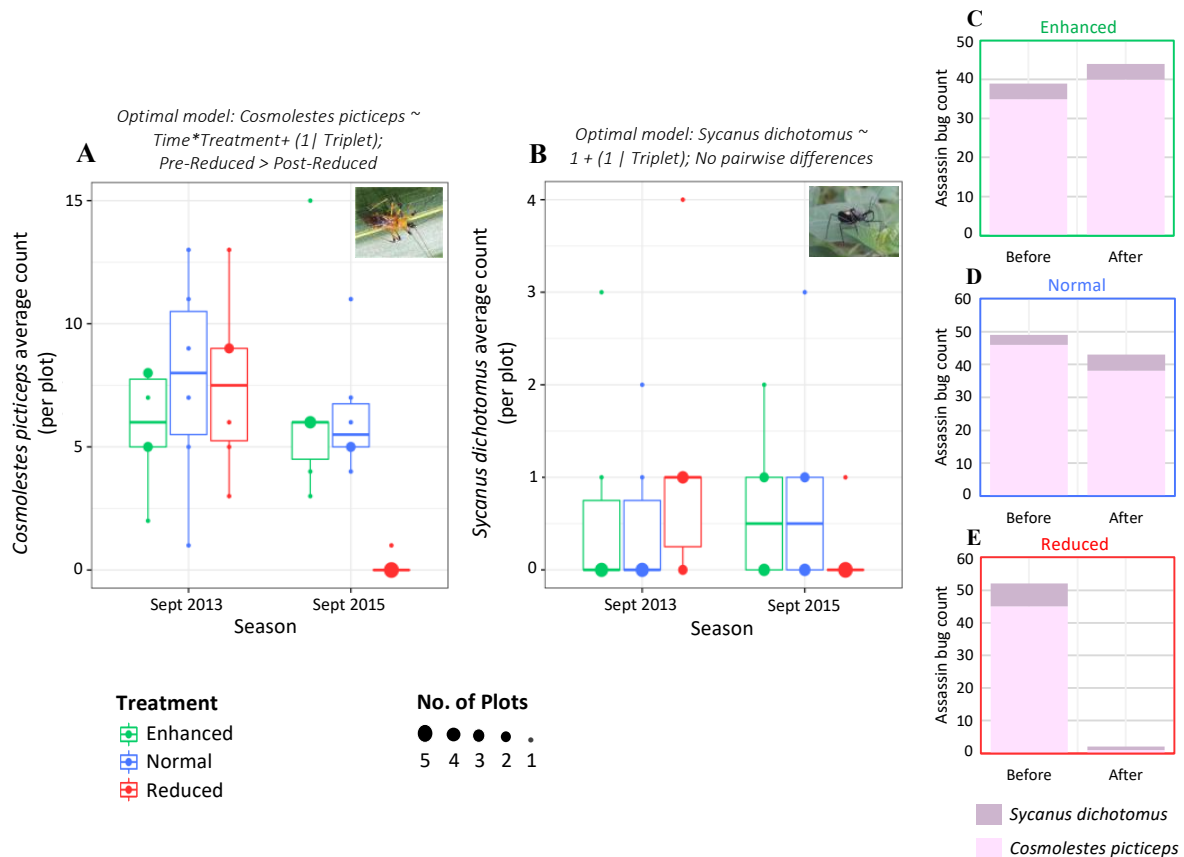 Optimal model: Cosmolestes picticeps ~
Time*Treatment+ (1| Triplet);
Pre-Reduced > Post-Reduced
A
15
10
5
0
Cosmolestes picticeps average count
(per plot)
Sept 2013
Sept 2015
Season
Optimal model: Sycanus dichotomus ~
1 + (1 | Triplet); No pairwise differences
B
4
3
2
1
0
Sycanus dichotomus average count
(per plot)
Sept 2013
Sept 2015
Season
Treatment
Enhanced
Normal
Reduced
No. of Plots
5 4 3 2 1
C
Enhanced
50
40
30
20
10
0
Assassin bug count
Before
After
D
Normal
60
50
40
30
20
10
0
Assassin bug count
Before
After
E
Reduced
60
50
40
30
20
10
0
Assassin bug count
Before
After
Sycanus dichotomus
Cosmolestes picticeps